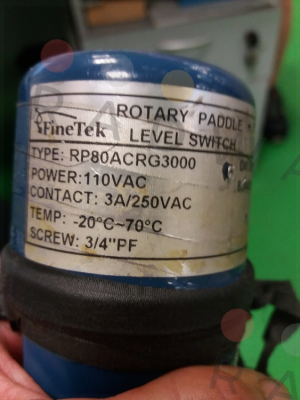 FineTek
ROTARY PADDLE
LEVEL SWITCH
TYPE: RP80ACRG3000
POWER:110VAC
CONTACT: 3A/250VAC
TEMP: -20°C~70°C
SCREW: 3/4"PF